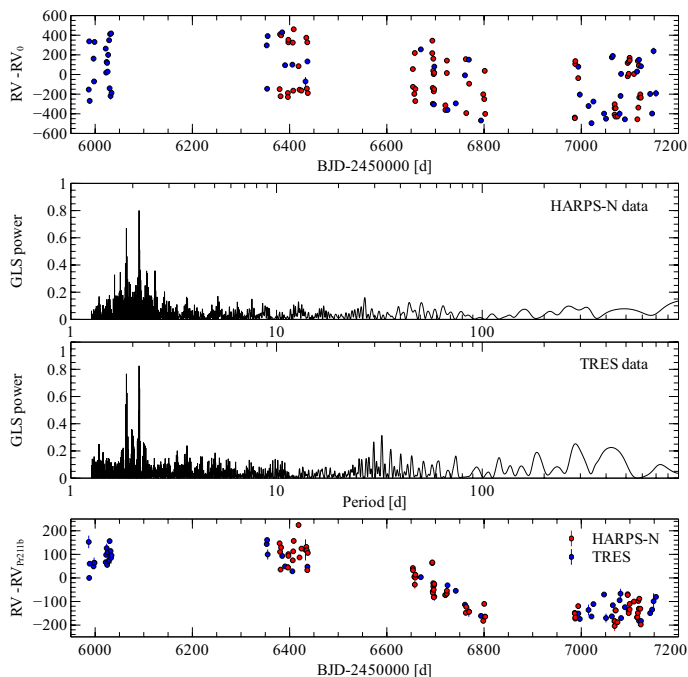 600
400
200
0
−200
−400
−600
RV -RV0
6000 6200 6400 6600 6800 7000 7200
BJD-2450000 [d]
1
0.8
0.6
0.4
0.2
0
GLS power
HARPS-N data
1 10 100
1
0.8
0.6
0.4
0.2
0
GLS power
TRES data
1 10 100
Period [d]
200
100
0
−100
−200
RV -RVPr211b
HARPS-N
TRES
6000 6200 6400 6600 6800 7000 7200
BJD-2450000 [d]